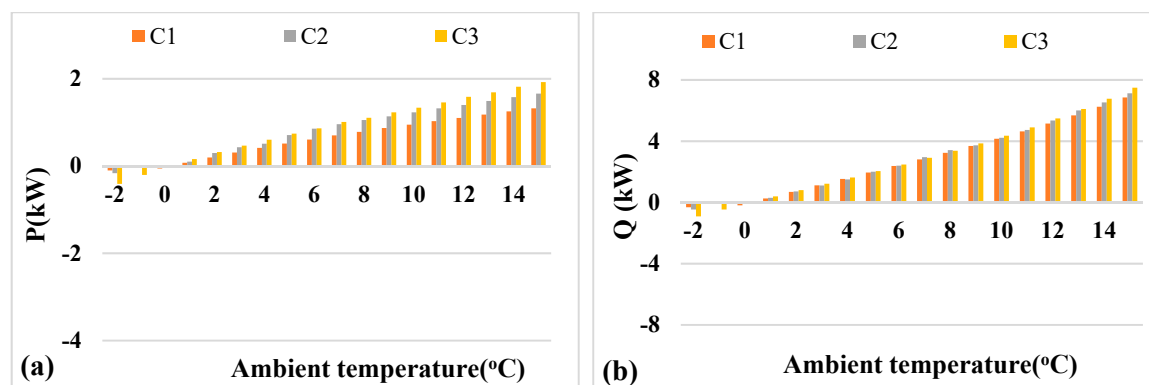 C1 C2 C3
2
0
-2
-4
P(kW)
-2 0 2 4 6 8 10 12 14
(a)
Ambient temperature(°C)
C1 C2 C3
8
4
0
-4
-8
Q (kW)
-2 0 2 4 6 8 10 12 14
(b)
Ambient temperature(°C)